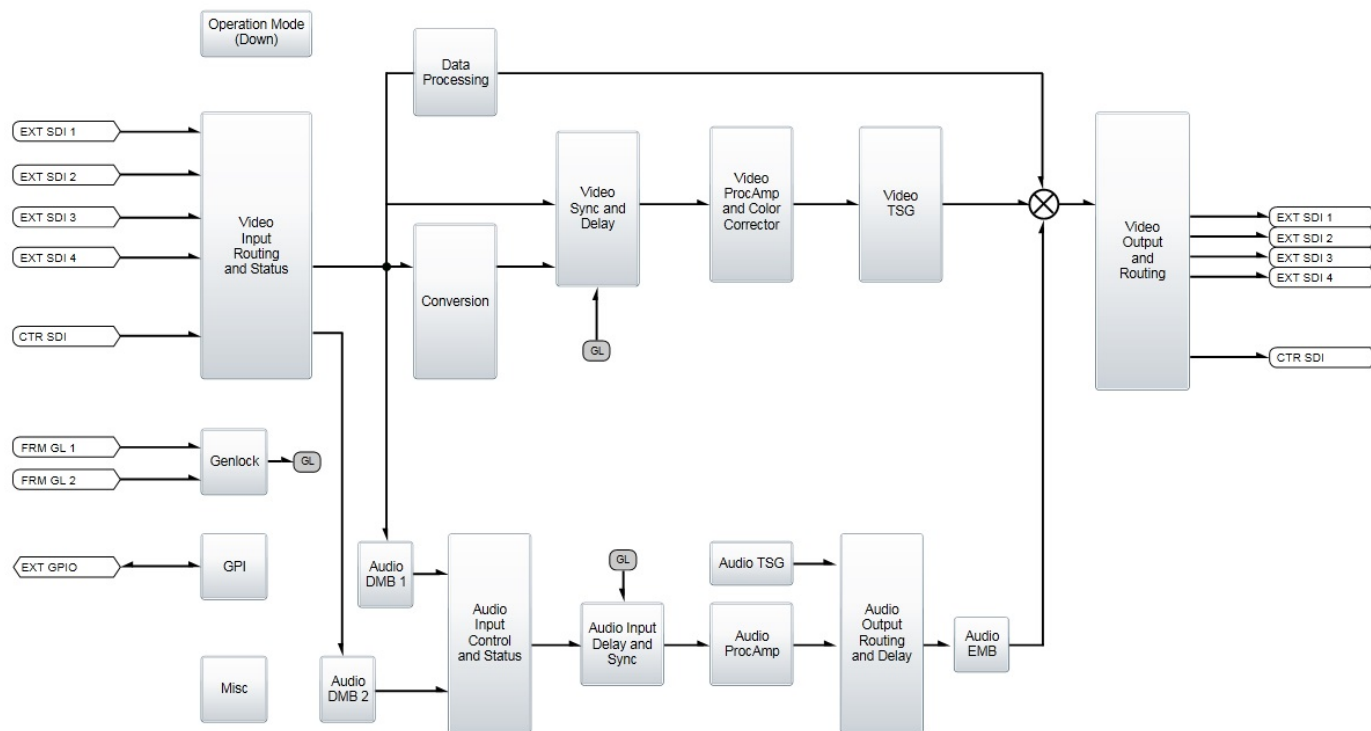 Operation Mode
(Down)
Data
Processing
EXT SDI 1
EXT SDI 2
EXT SDI 3
EXT SDI 4
CTR SDI
Video
Input
Routing
and Status
Conversion
Video
Sync and
Delay
GL
Video
ProcAmp
and Color
Corrector
Video
TSG
Video
Output
and
Routing
EXT SDI 1
EXT SDI 2
EXT SDI 3
EXT SDI 4
CTR SDI
FRM GL 1
FRM GL 2
Genlock
GL
EXT GPIO
GPI
Misc
Audio
DMB 1
Audio
DMB 2
Audio
Input
Control
and Status
GL
Audio Input
Delay and
Sync
Audio TSG
Audio
ProcAmp
Audio
Output
Routing
and Delay
Audio
EMB